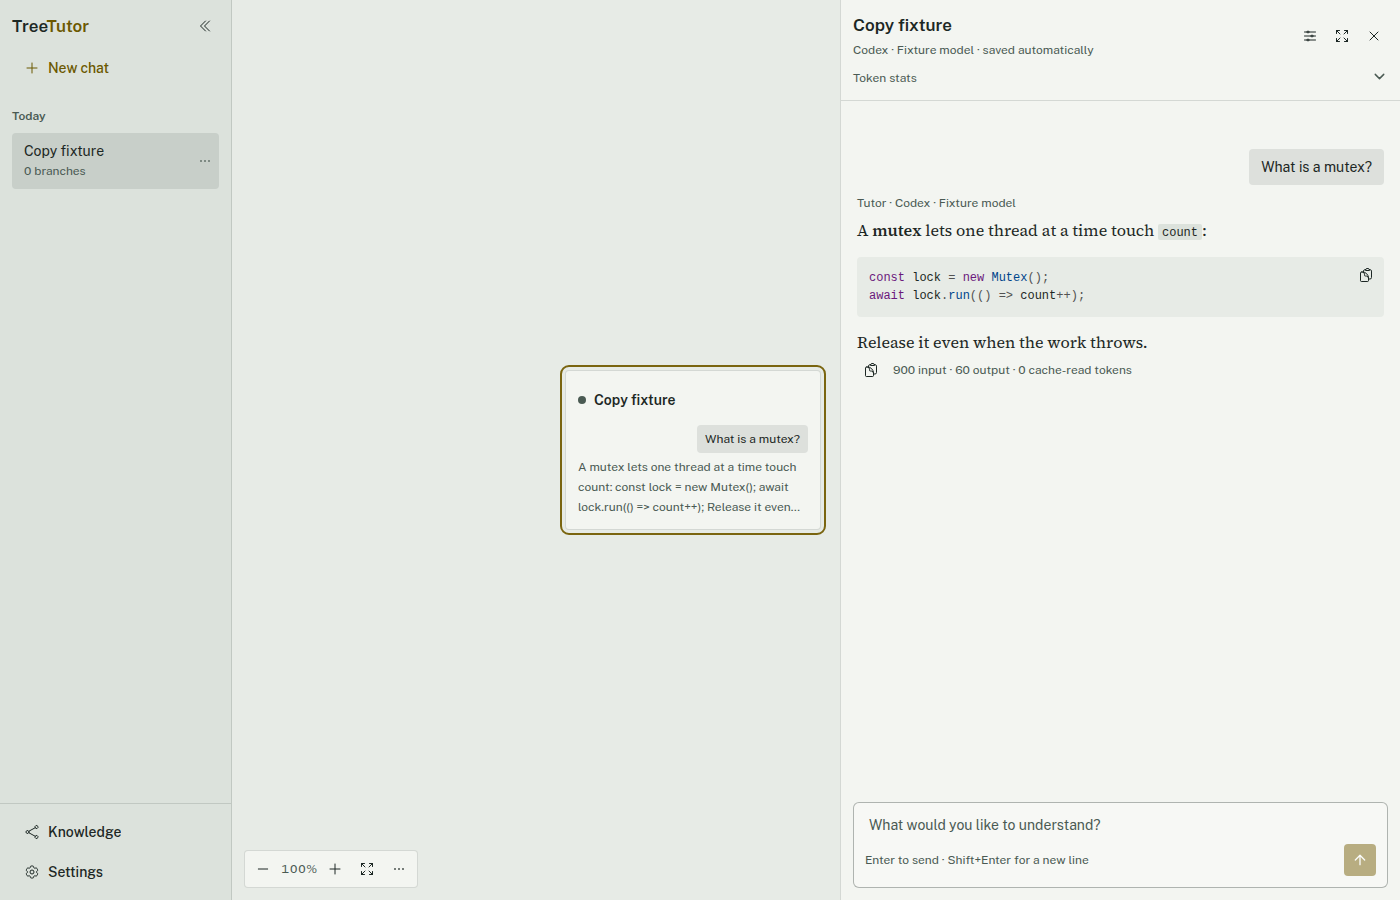 TreeTutor
New chat
Today
Copy fixture
0 branches
Knowledge
Settings
Copy fixture
What is a mutex?
A mutex lets one thread at a time touch
count: const lock = new Mutex(); await
lock.run(() => count++); Release it even...
100%
Copy fixture
Codex · Fixture model · saved automatically
Token stats
What is a mutex?
Tutor · Codex · Fixture model
A mutex lets one thread at a time touch count:
const lock = new Mutex();
await lock.run(() => count++);
Release it even when the work throws.
900 input · 60 output · 0 cache-read tokens
What would you like to understand?
Enter to send · Shift+Enter for a new line